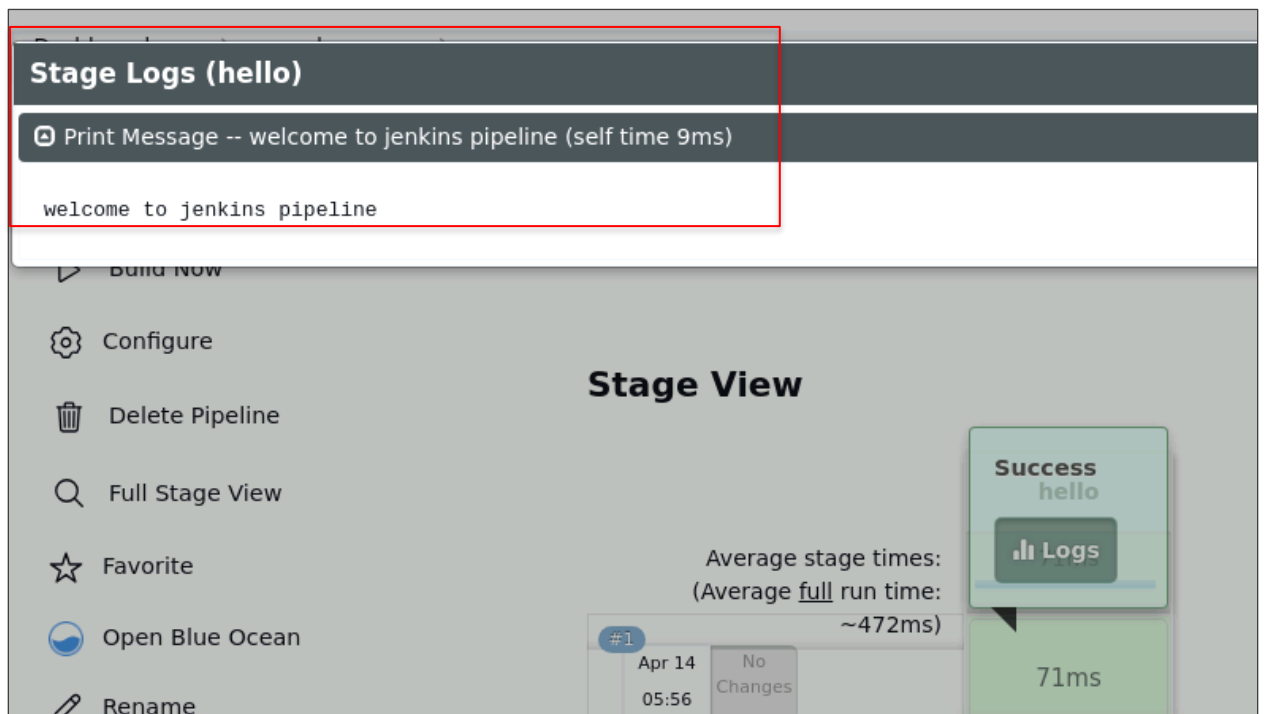 Stage Logs (hello)
Print Message -- welcome to jenkins pipeline (self time 9ms)
welcome to jenkins pipeline
Build Now
Configure
Delete Pipeline
Full Stage View
Favorite
Open Blue Ocean
Rename
Stage View
Success
hello
Logs
Average stage times:
(Average full run time:
~472ms)
#1
Apr 14
05:56
No
Changes
71ms